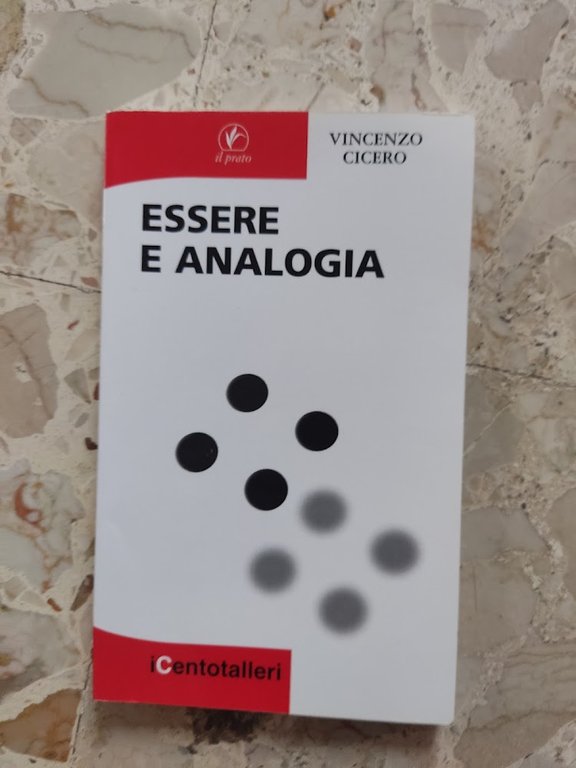 il prato
VINCENZO
CICERO
ESSERE
E ANALOGIA
iCentotalleri